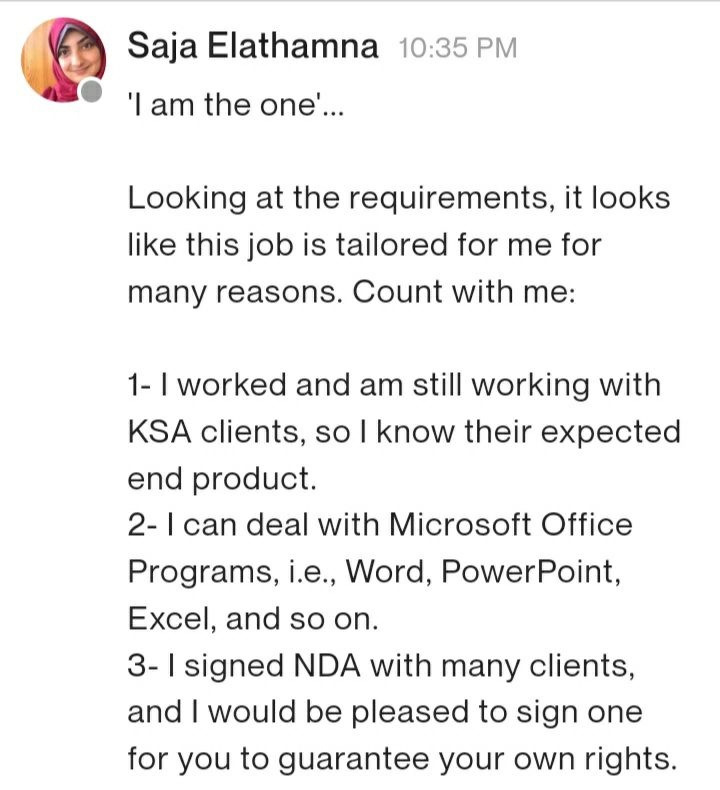 Saja Elathamna 10:35 PM
'I am the one'...
Looking at the requirements, it looks
like this job is tailored for me for
many reasons. Count with me:
1- I worked and am still working with
KSA clients, so I know their expected
end product.
2- I can deal with Microsoft Office
Programs, i.e., Word, PowerPoint,
Excel, and so on.
3- I signed NDA with many clients,
and I would be pleased to sign one
for you to guarantee your own rights.